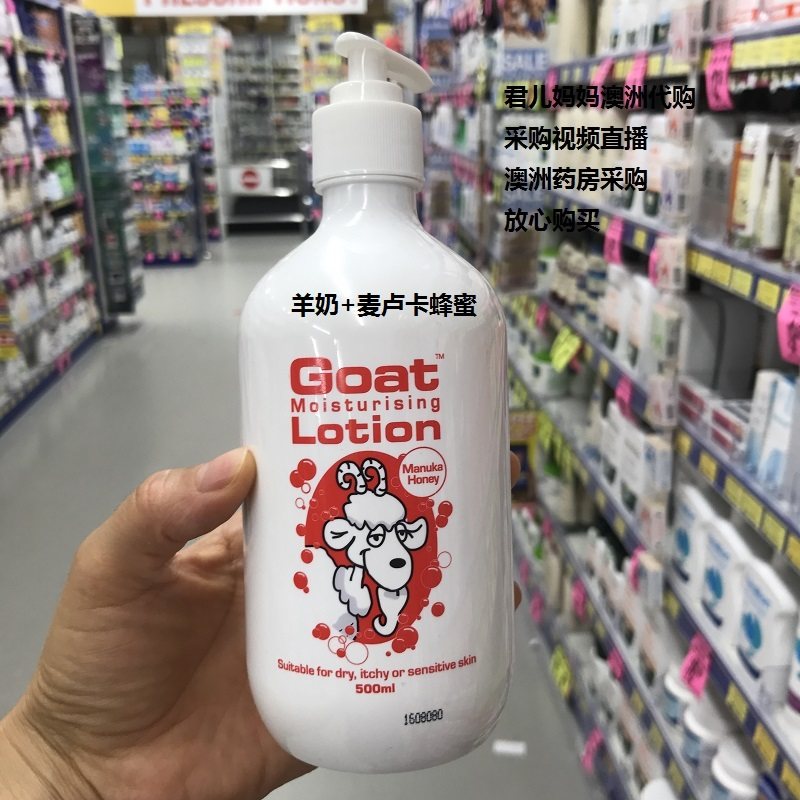 君儿妈妈澳洲代购
采购视频直播
澳洲药房采购
放心购买
SALE
羊奶+麦卢卡蜂蜜
Goat™
Moisturising
Lotion
Manuka
Honey
Suitable for dry, itchy or sensitive skin
500ml
1608080